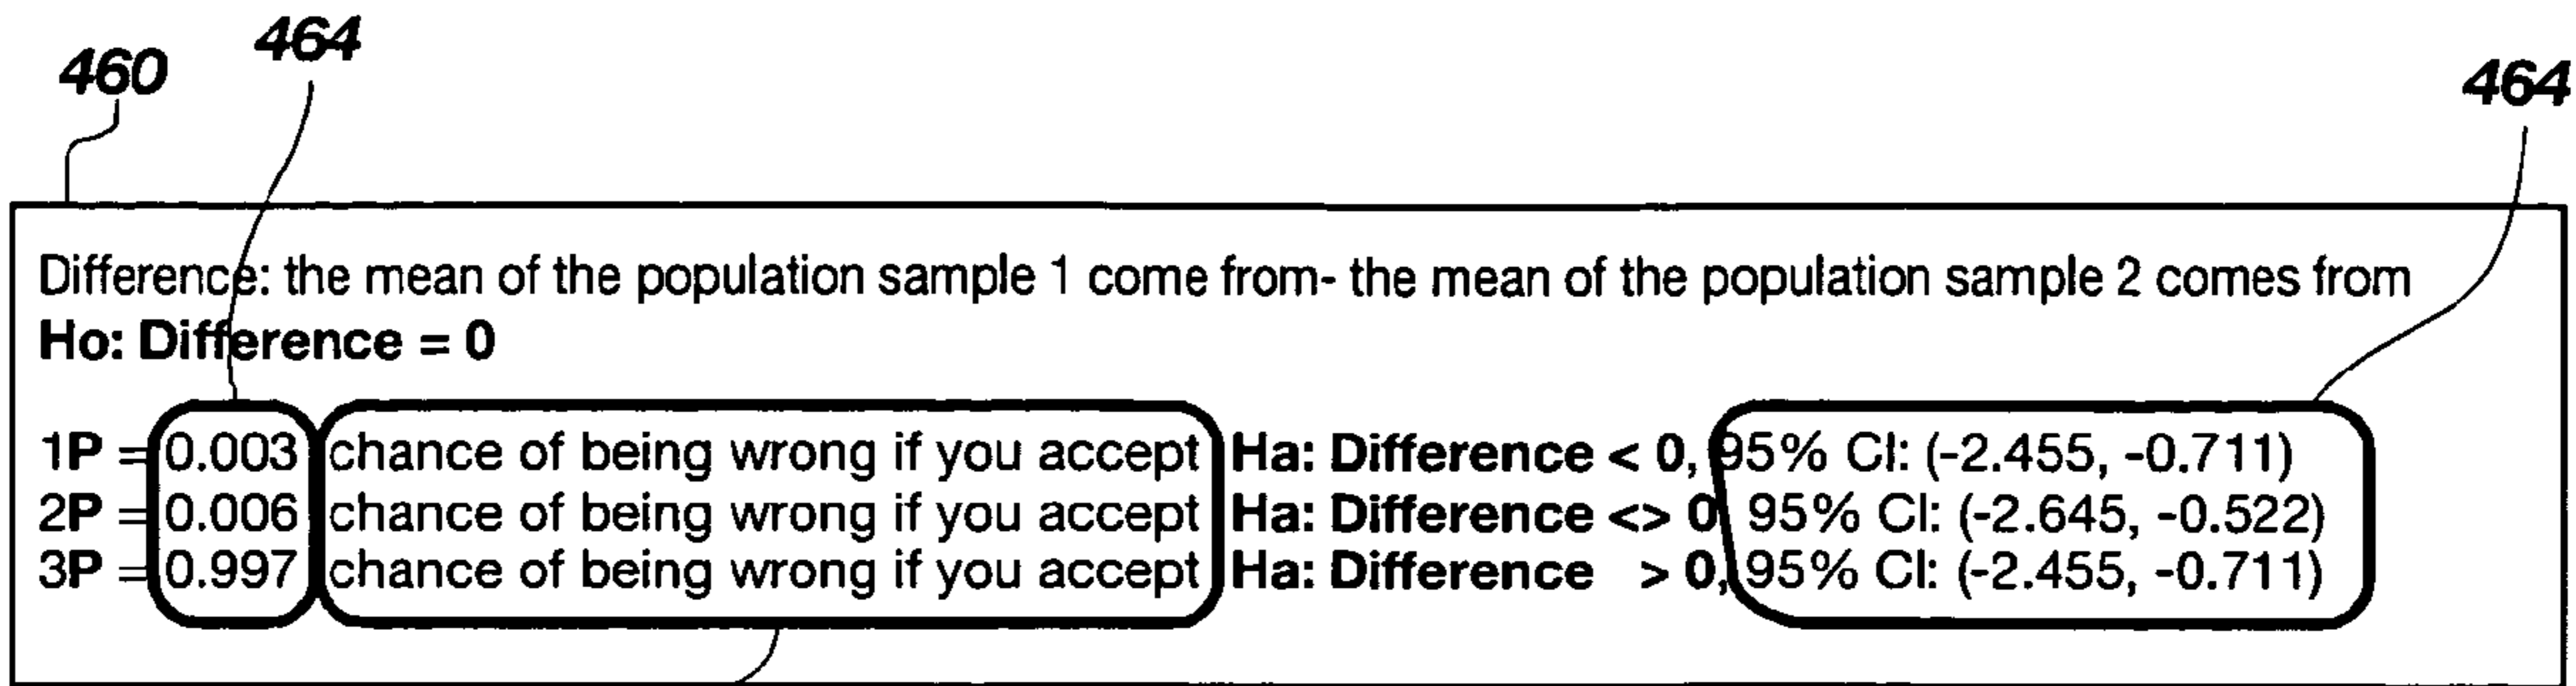 464
460
464
Difference: the mean of the population sample 1 come from- the mean of the population sample 2 comes from
Ho: Difference = 0
1P = 0.003 chance of being wrong if you accept Ha: Difference < 0, 95% CI: (-2.455, -0.711)
2P = 0.006 chance of being wrong if you accept Ha: Difference <> 0, 95% CI: (-2.645, -0.522)
3P = 0.997 chance of being wrong if you accept Ha: Difference > 0, 95% CI: (-2.455, -0.711)